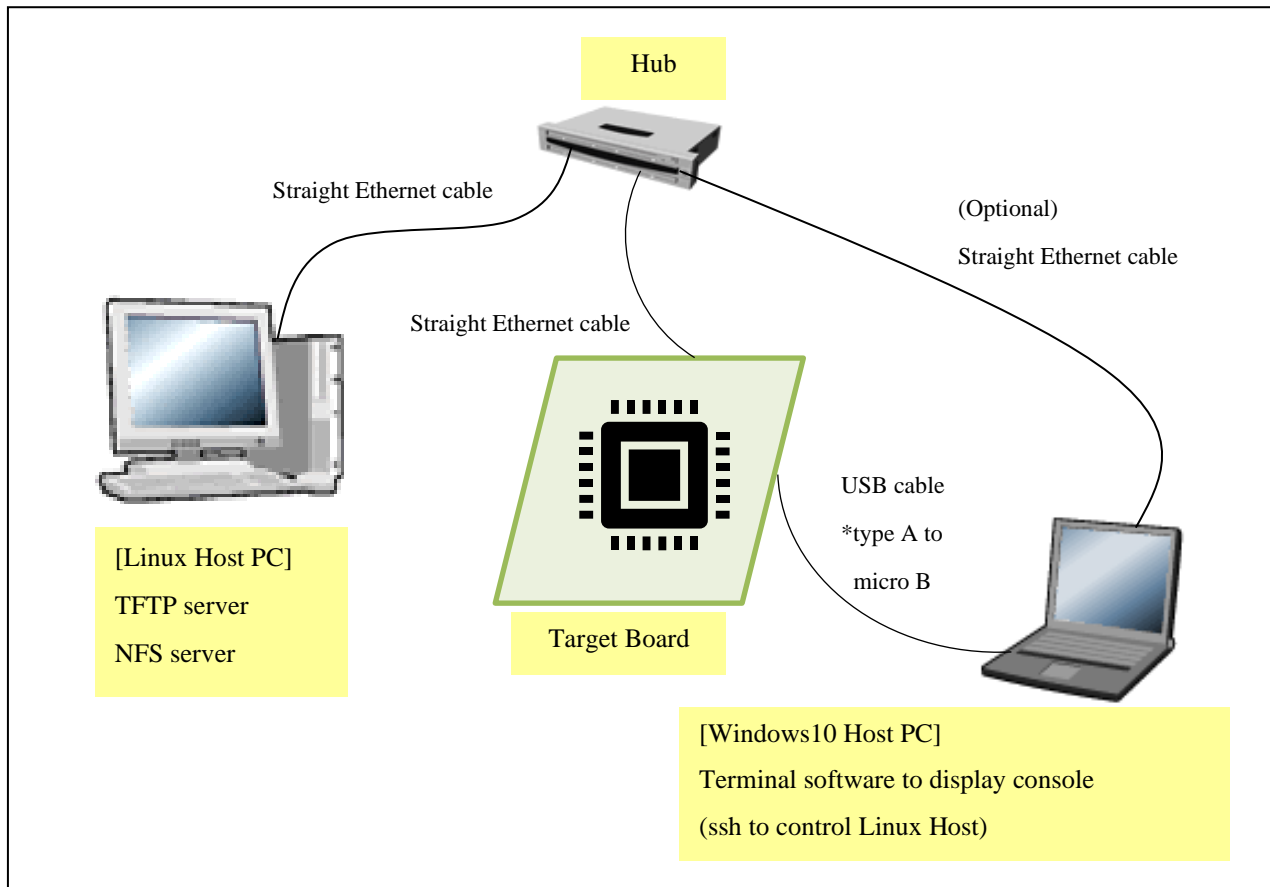 Hub
Straight Ethernet cable
(Optional)
Straight Ethernet cable
Straight Ethernet cable
USB cable
*type A to
micro B
[Linux Host PC]
TFTP server
NFS server
Target Board
[Windows10 Host PC]
Terminal software to display console
(ssh to control Linux Host)